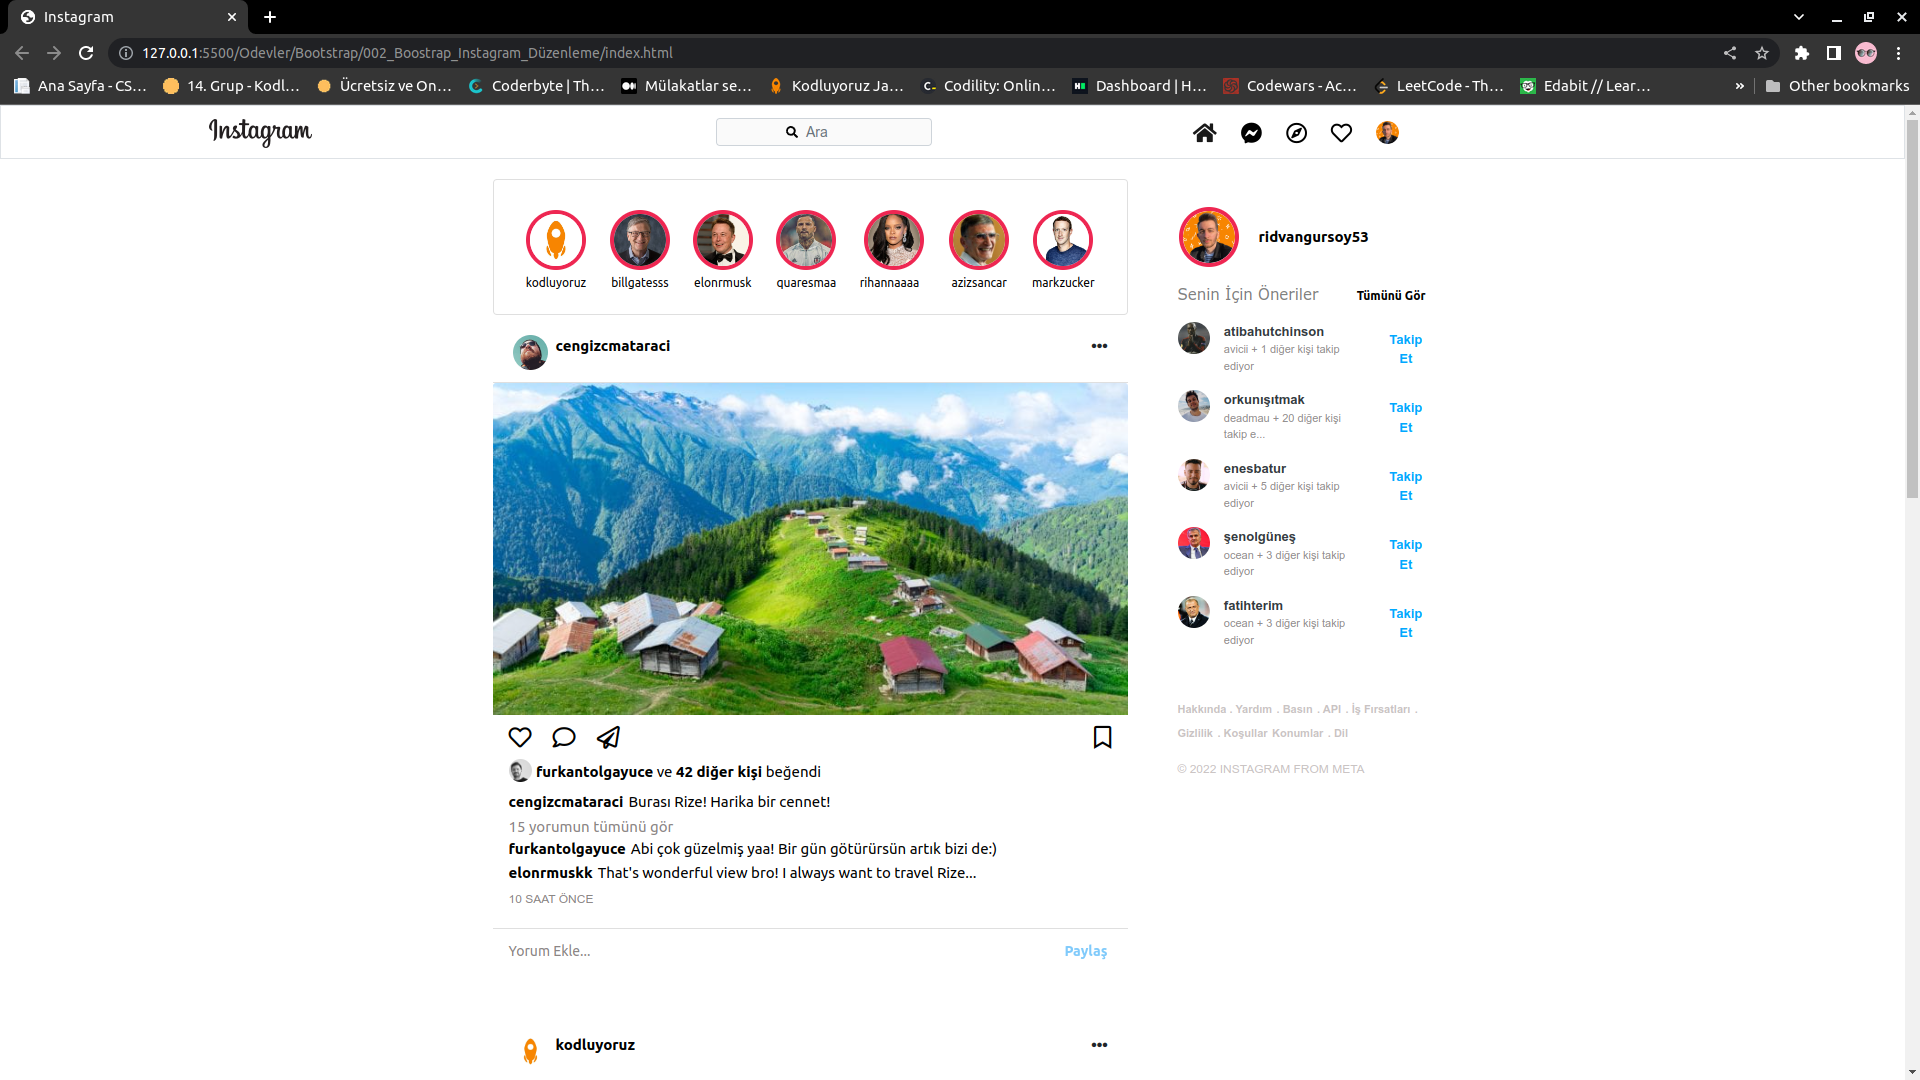 Instagram
127.0.0.1:5500/Odevler/Bootstrap/002_Boostrap_Instagram_Düzenleme/index.html
Ana Sayfa - CS...
14. Grup - Kodl...
Ücretsiz ve On...
Coderbyte | Th...
Mülakatlar se...
Kodluyoruz Ja...
Codility: Onlin...
Dashboard | H...
Codewars - Ac...
LeetCode - Th...
Edabit // Lear...
»
Other bookmarks
Instagram
Ara
kodluyoruz
billgatesss
elonrmusk
quaresmaa
rihannaaaa
azizsancar
markzucker
cengizcmataraci
•••
furkantolgayuce ve 42 diğer kişi beğendi
cengizcmataraci Burası Rize! Harika bir cennet!
15 yorumun tümünü gör
furkantolgayuce Abi çok güzelmiş yaa! Bir gün götürürsün artık bizi de:)
elonrmuskk That's wonderful view bro! I always want to travel Rize...
10 SAAT ÖNCE
Yorum Ekle...
Paylaş
kodluyoruz
•••
ridvangursoy53
Senin İçin Öneriler
Tümünü Gör
atibahutchinson
avicii + 1 diğer kişi takip
ediyor
Takip
Et
orkunışıtmak
deadmau + 20 diğer kişi
takip e...
Takip
Et
enesbatur
avicii + 5 diğer kişi takip
ediyor
Takip
Et
şenolgüneş
ocean + 3 diğer kişi takip
ediyor
Takip
Et
fatihterim
ocean + 3 diğer kişi takip
ediyor
Takip
Et
Hakkında . Yardım . Basın . API . İş Fırsatları .
Gizlilik . Koşullar Konumlar . Dil
© 2022 INSTAGRAM FROM META